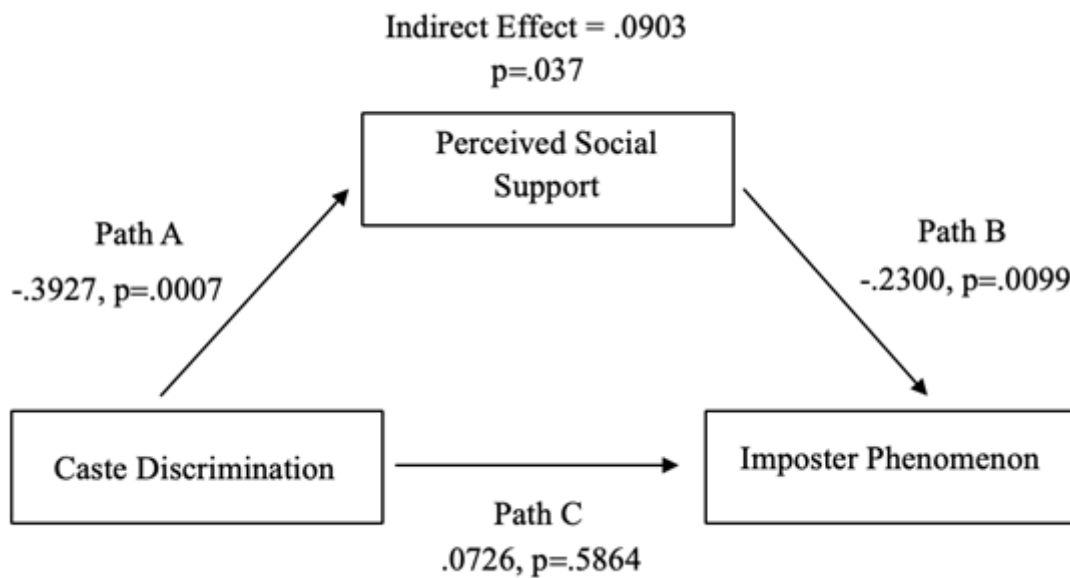 Indirect Effect = .0903
p=.037
Perceived Social
Support
Path A
-.3927, p=.0007
Path B
-.2300, p=.0099
Caste Discrimination
Imposter Phenomenon
Path C
.0726, p=.5864